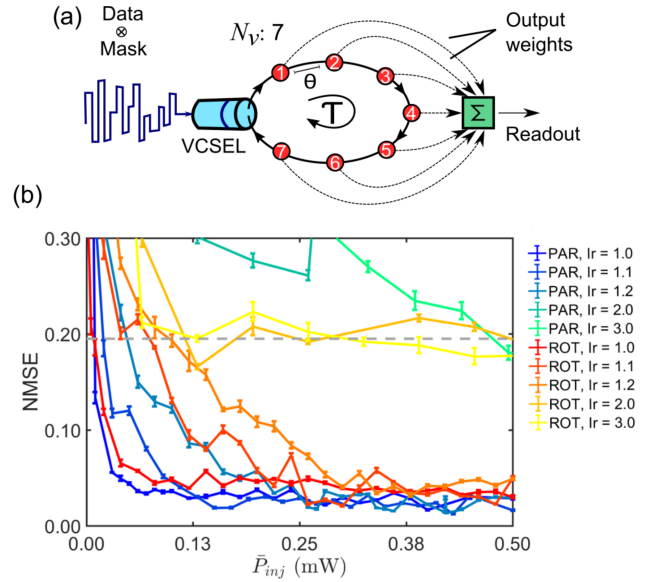 (a)
Data
⊗
Mask
N_v: 7
Output
weights
1
2
3
4
5
6
7
θ
T
VCSEL
Σ
Readout
(b)
NMSE
0.30
0.20
0.10
0.00
0.00
0.13
0.25
0.38
0.50
P̄_inj (mW)
PAR, Ir = 1.0
PAR, Ir = 1.1
PAR, Ir = 1.2
PAR, Ir = 2.0
PAR, Ir = 3.0
ROT, Ir = 1.0
ROT, Ir = 1.1
ROT, Ir = 1.2
ROT, Ir = 2.0
ROT, Ir = 3.0